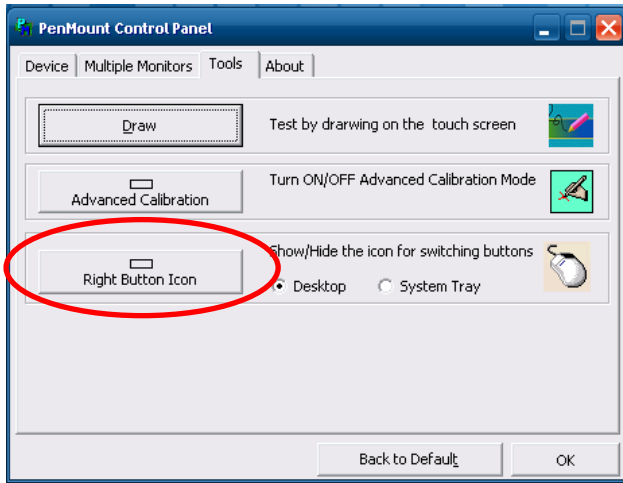 PenMount Control Panel
Device Multiple Monitors Tools About
Draw Test by drarwing on the touch screen
Advanced Calibration Turn ON/OFF Advanced Calibration Mode
Show/Hide the icon for switching buttons
Right Button Icon Desktop System Tray
Back to Default OK